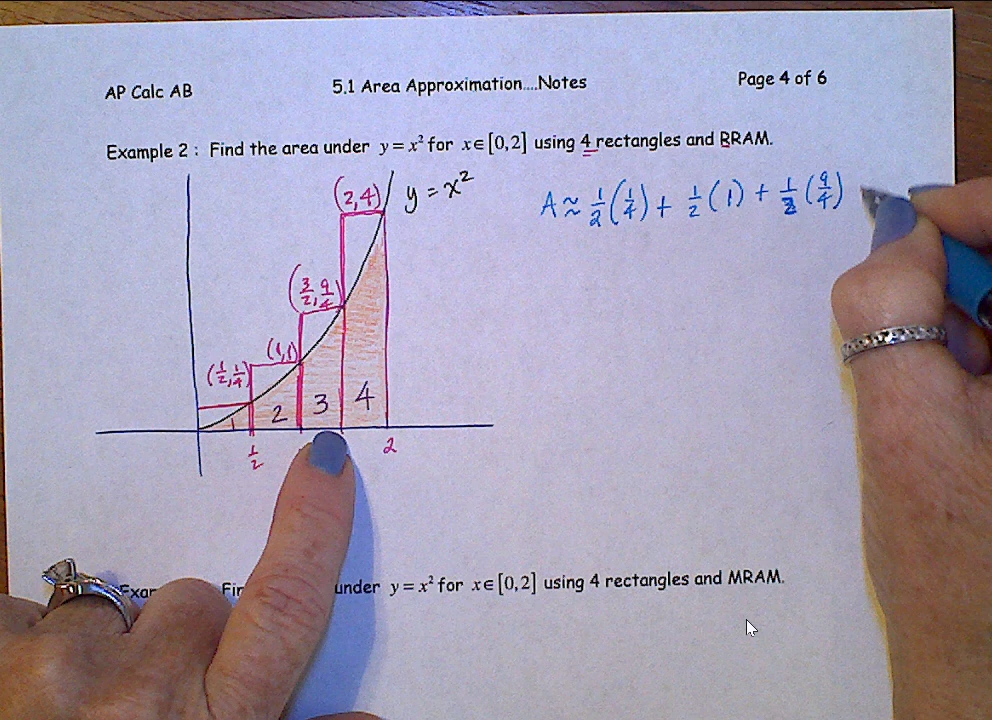 AP Calc AB
5.1 Area Approximation....Notes
Page 4 of 6
Example 2 : Find the area under y = x² for x ∈ [0,2] using 4 rectangles and RRAM.
(2,4)
y = x²
A ≈ 1/2(1/4) + 1/2(1) + 1/2(9/4)
(3/2, 9/4)
(1,1)
(1/2, 1/4)
1 2 3 4
1/2
2
under y = x² for x ∈ [0,2] using 4 rectangles and MRAM.